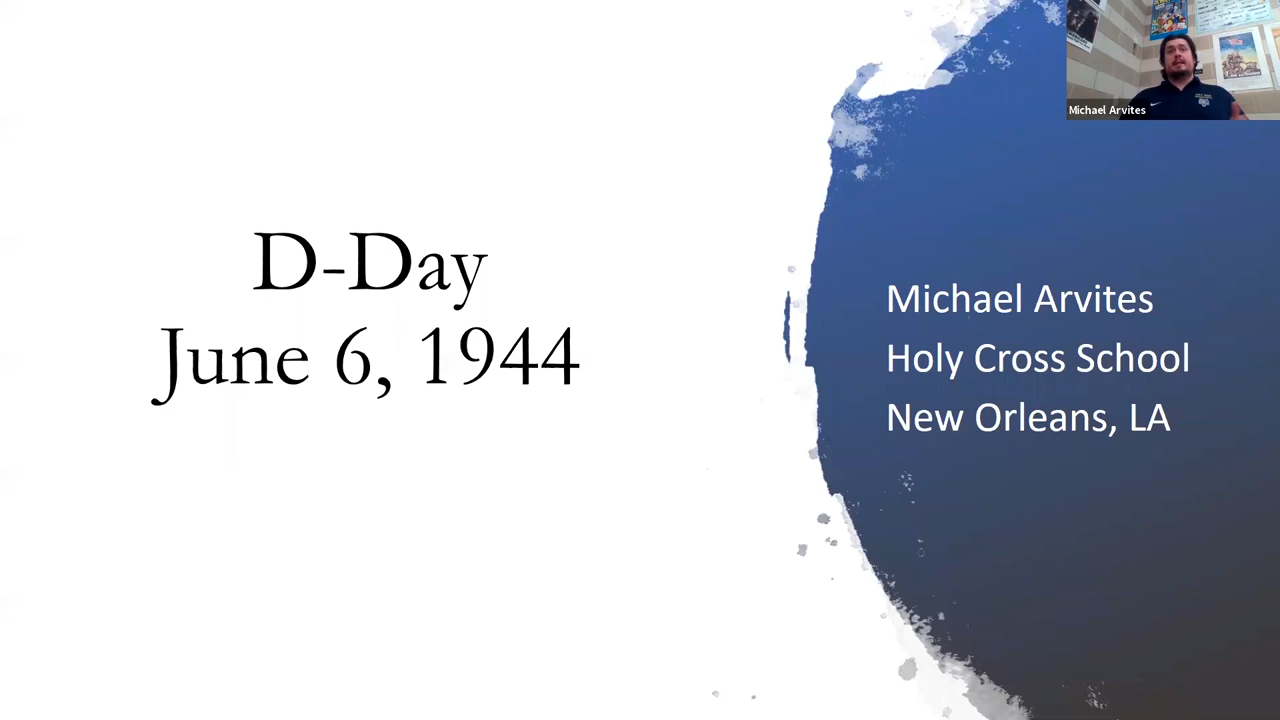 Michael Arvites
D-Day
June 6, 1944
Michael Arvites
Holy Cross School
New Orleans, LA